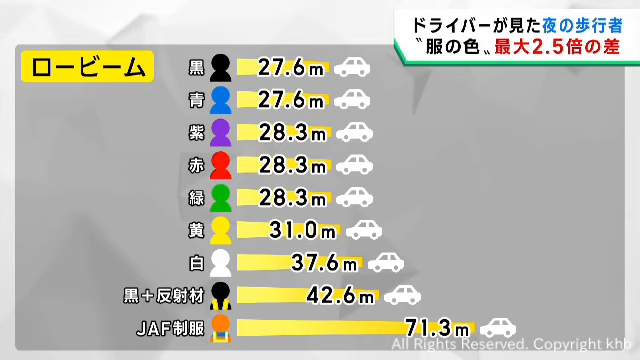 ドライバーが見た夜の歩行者
〝服の色〟最大2.5倍の差
ロービーム
黒 27.6m
青 27.6m
紫 28.3m
赤 28.3m
緑 28.3m
黄 31.0m
白 37.6m
黒＋反射材 42.6m
JAF制服 71.3m
All Rights Reserved. Copyright khb